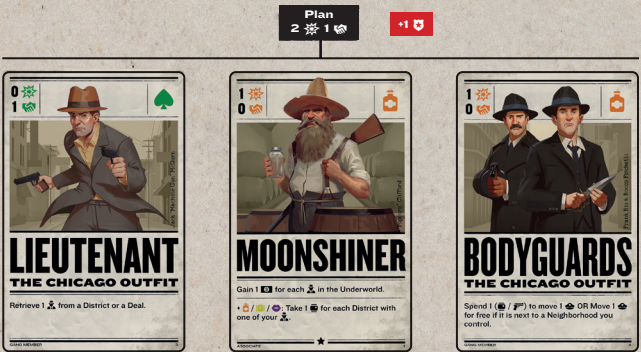 Plan
2 1
+1
0
1
LIEUTENANT
THE CHICAGO OUTFIT
Retrieve 1 from a District or a Deal.
GANG MEMBER
1
0
MOONSHINER
Gain 1 for each in the Underworld.
+ / / : Take 1 for each District with
one of your .
ASSOCIATE
1
0
BODYGUARDS
THE CHICAGO OUTFIT
Spend 1 ( / ) to move 1 OR Move 1
for free if it is next to a Neighborhood you
control.
GANG MEMBER